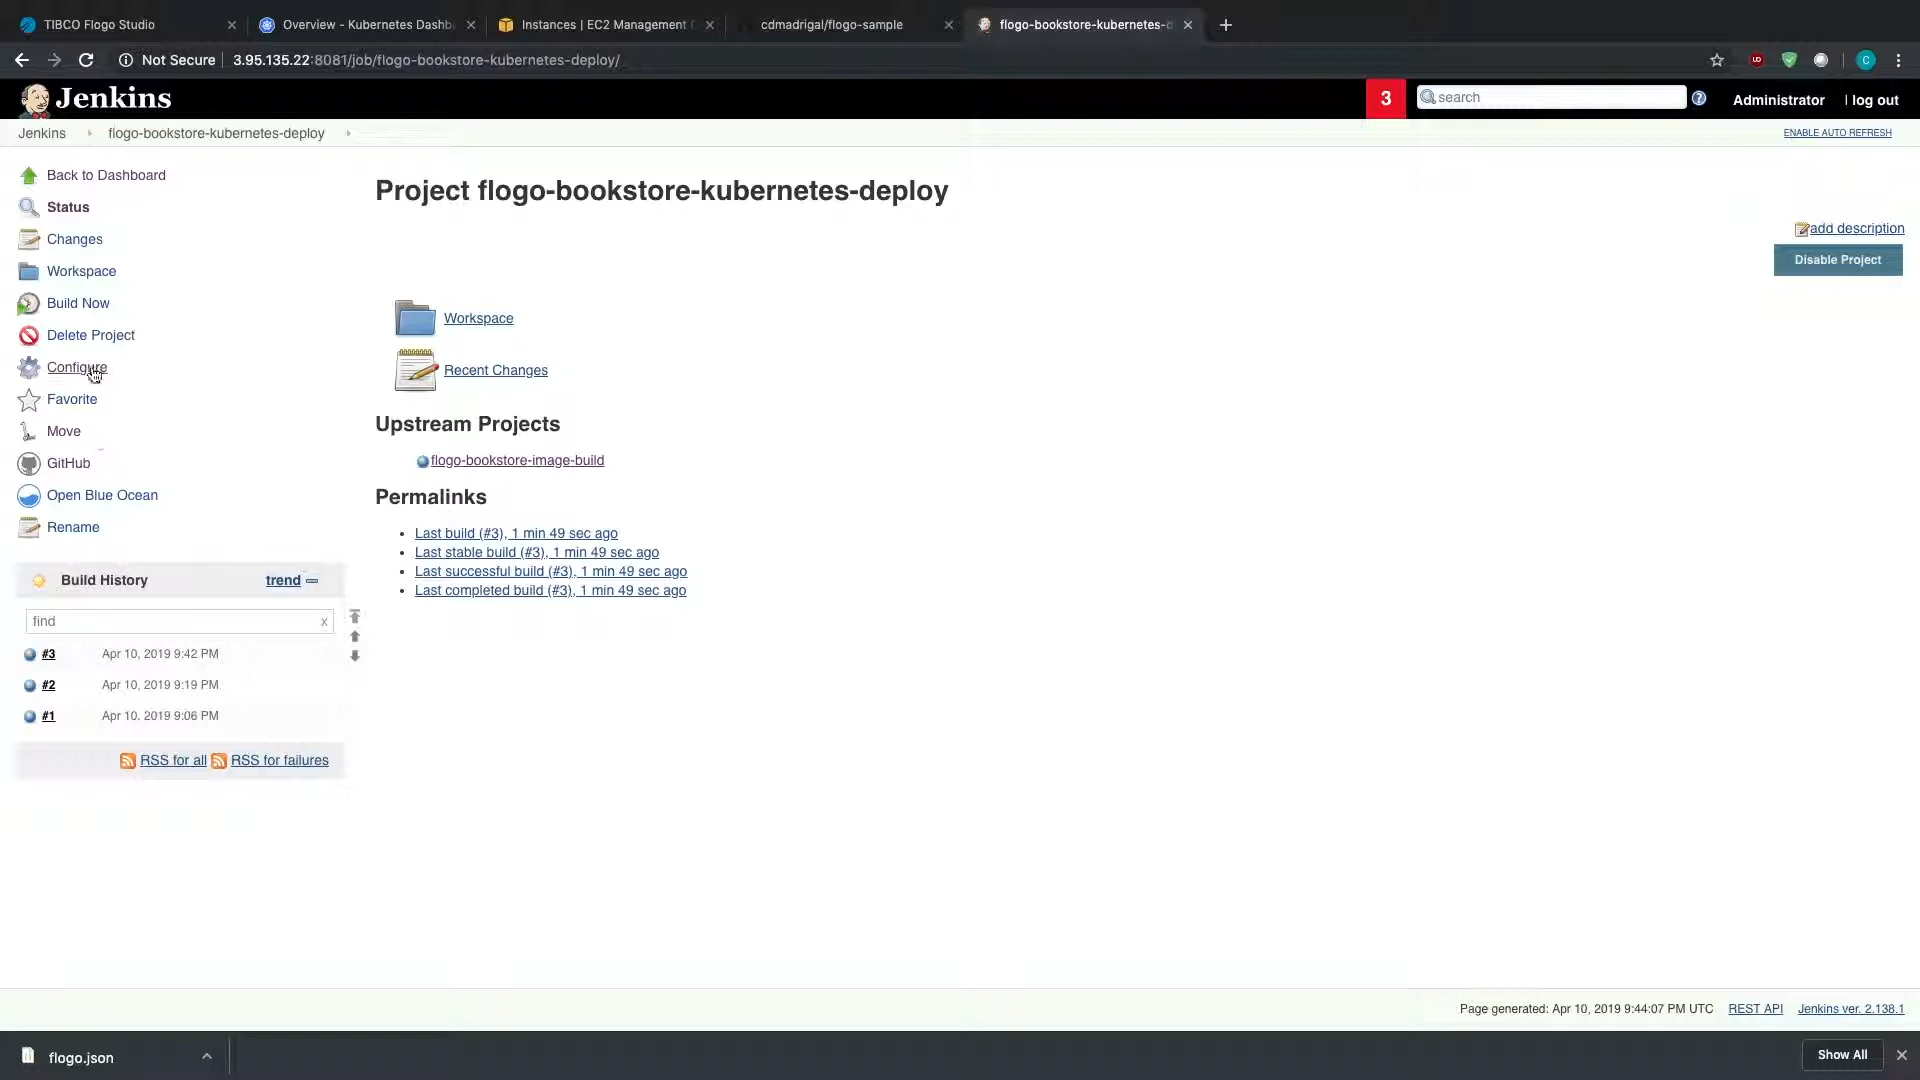 TIBCO Flogo Studio
Overview - Kubernetes Dashb
Instances | EC2 Management
cdmadrigal/flogo-sample
flogo-bookstore-kubernetes-d
Not Secure
3.95.135.22:8081/job/flogo-bookstore-kubernetes-deploy/
C
Jenkins
3
search
Administrator
| log out
Jenkins
flogo-bookstore-kubernetes-deploy
ENABLE AUTO REFRESH
Back to Dashboard
Status
Changes
Workspace
Build Now
Delete Project
Configure
Favorite
Move
GitHub
Open Blue Ocean
Rename
Project flogo-bookstore-kubernetes-deploy
add description
Disable Project
Workspace
Recent Changes
Upstream Projects
flogo-bookstore-image-build
Permalinks
Last build (#3), 1 min 49 sec ago
Last stable build (#3), 1 min 49 sec ago
Last successful build (#3), 1 min 49 sec ago
Last completed build (#3), 1 min 49 sec ago
Build History
trend
find
x
#3 Apr 10, 2019 9:42 PM
#2 Apr 10, 2019 9:19 PM
#1 Apr 10, 2019 9:06 PM
RSS for all
RSS for failures
Page generated: Apr 10, 2019 9:44:07 PM UTC
REST API
Jenkins ver. 2.138.1
flogo.json
Show All